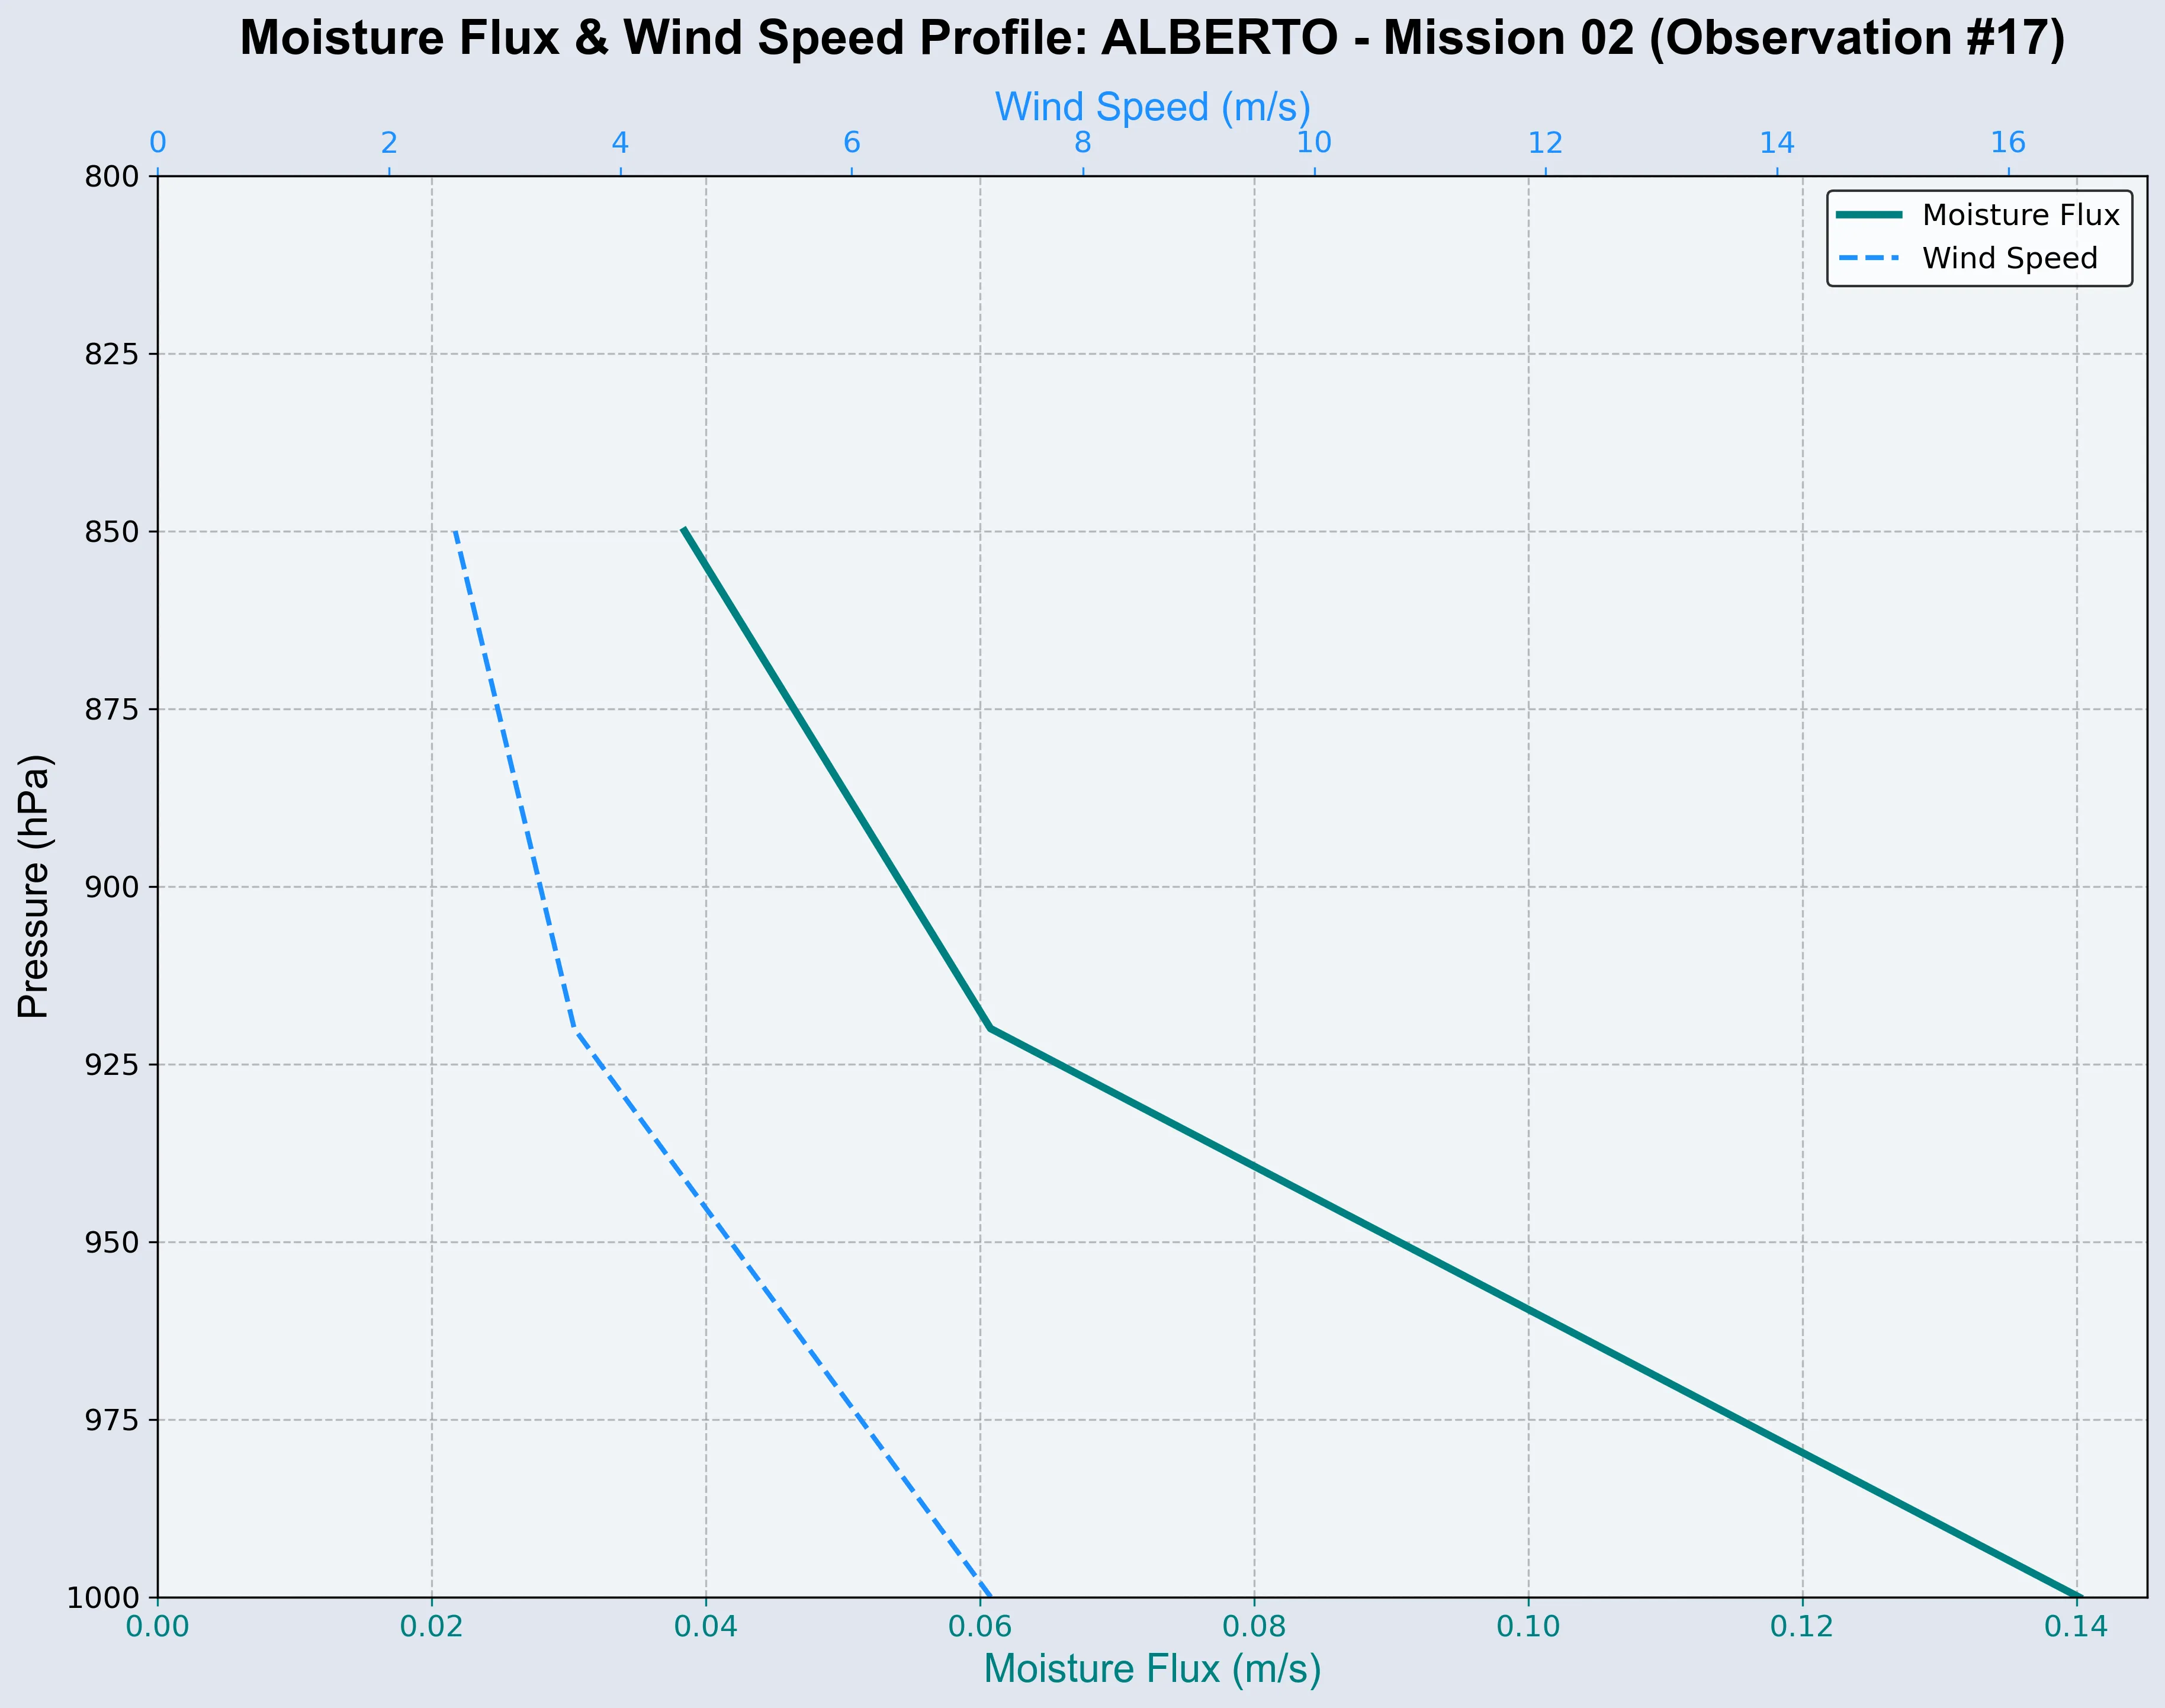 Moisture Flux & Wind Speed Profile: ALBERTO - Mission 02 (Observation #17)
Wind Speed (m/s)
0 2 4 6 8 10 12 14 16
Moisture Flux
Wind Speed
800
825
850
875
900
925
950
975
1000
Pressure (hPa)
0.00 0.02 0.04 0.06 0.08 0.10 0.12 0.14
Moisture Flux (m/s)